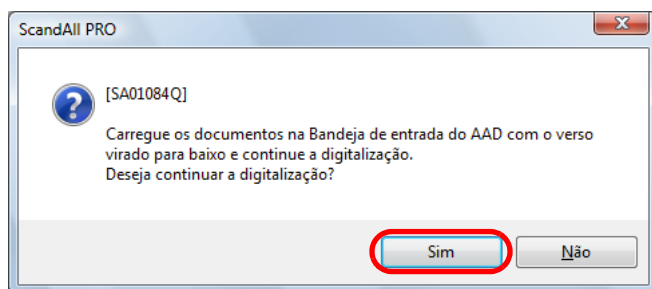 ScandAll PRO
[SA01084Q]
Carregue os documentos na Bandeja de entrada do AAD com o verso
virado para baixo e continue a digitalização.
Deseja continuar a digitalização?
Sim
Não